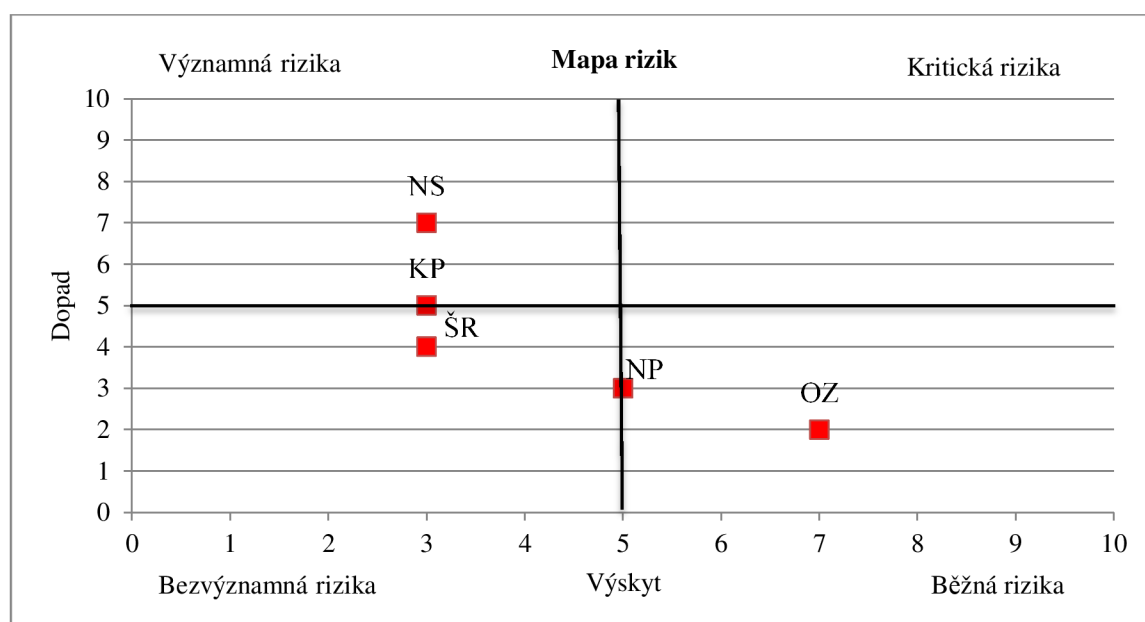 Významná rizika
Mapa rizik
Kritická rizika
10
9
8
7
6
5
4
3
2
1
0
Dopad
NS
KP
ŠR
NP
OZ
0 1 2 3 4 5 6 7 8 9 10
Bezvýznamná rizika
Výskyt
Běžná rizika